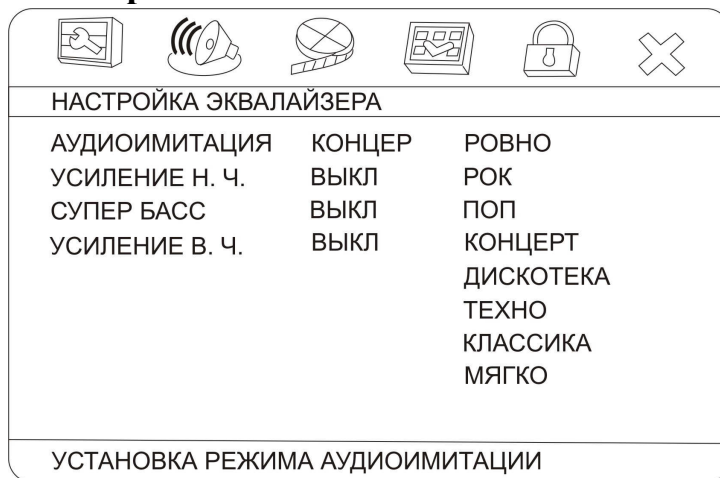 НАСТРОЙКА ЭКВАЛАЙЗЕРА
АУДИОИМИТАЦИЯ КОНЦЕР РОВНО
УСИЛЕНИЕ Н. Ч. ВЫКЛ РОК
СУПЕР БАСС ВЫКЛ ПОП
УСИЛЕНИЕ В. Ч. ВЫКЛ КОНЦЕРТ
ДИСКОТЕКА
ТЕХНО
КЛАССИКА
МЯГКО
УСТАНОВКА РЕЖИМА АУДИОИМИТАЦИИ